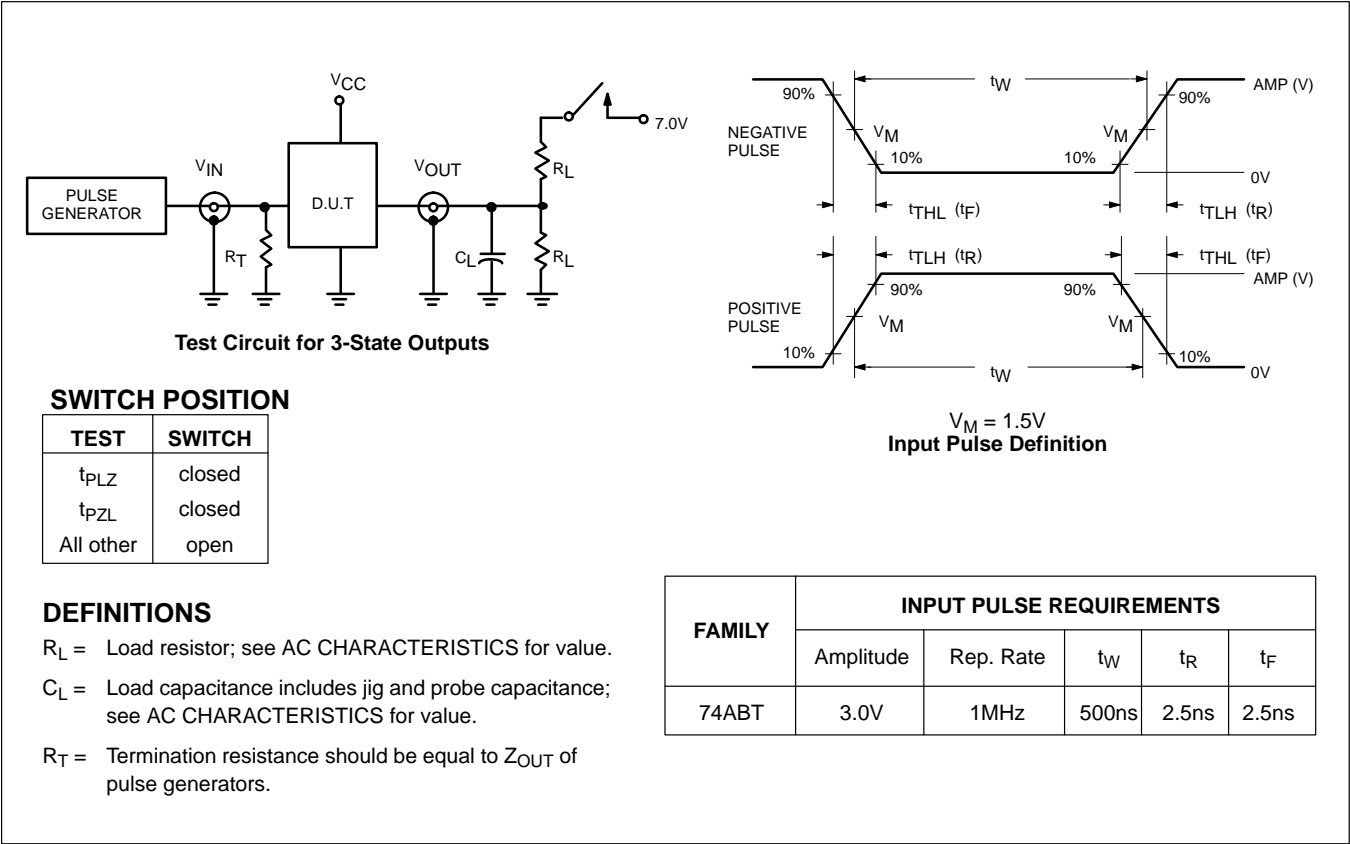 VCC
7.0V
RL
VIN
VOUT
PULSE
GENERATOR
D.U.T
RT
CL
RL
Test Circuit for 3-State Outputs
tW
AMP (V)
90%
90%
NEGATIVE
PULSE
VM
VM
10%
10%
0V
tTHL (tF)
tTLH (tR)
tTLH (tR)
tTHL (tF)
AMP (V)
90%
90%
POSITIVE
PULSE
VM
VM
10%
10%
tW
0V
VM = 1.5V
Input Pulse Definition
SWITCH POSITION
TEST SWITCH
tPLZ closed
tPZL closed
All other open
DEFINITIONS
RL = Load resistor; see AC CHARACTERISTICS for value.
CL = Load capacitance includes jig and probe capacitance;
see AC CHARACTERISTICS for value.
RT = Termination resistance should be equal to ZOUT of
pulse generators.
FAMILY
INPUT PULSE REQUIREMENTS
Amplitude Rep. Rate tW tR tF
74ABT 3.0V 1MHz 500ns 2.5ns 2.5ns